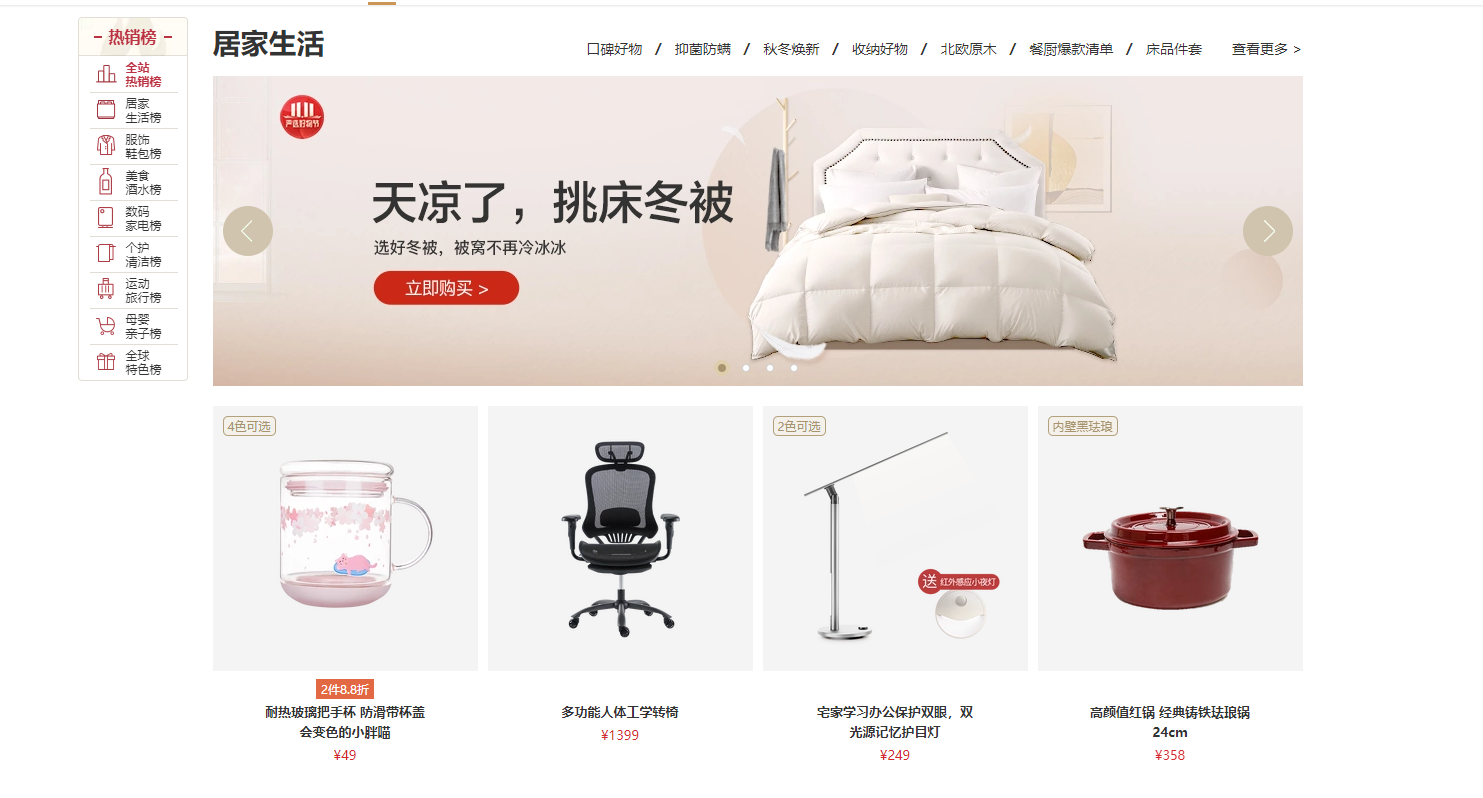 热销榜
全站
热销榜
居家
生活榜
服饰
鞋包榜
美食
酒水榜
数码
家电榜
个护
清洁榜
运动
旅行榜
母婴
亲子榜
全球
特色榜
居家生活
口碑好物 / 抑菌防螨 / 秋冬焕新 / 收纳好物 / 北欧原木 / 餐厨爆款清单 / 床品件套 查看更多 >
11.11
严选好物节
天凉了，挑床冬被
选好冬被，被窝不再冷冰冰
立即购买 >
4色可选
2色可选
送 红外感应小夜灯
内壁黑珐琅
2件8.8折
耐热玻璃把手杯 防滑带杯盖
会变色的小胖喵
¥49
多功能人体工学转椅
¥1399
宅家学习办公保护双眼，双
光源记忆护目灯
¥249
高颜值红锅 经典铸铁珐琅锅
24cm
¥358